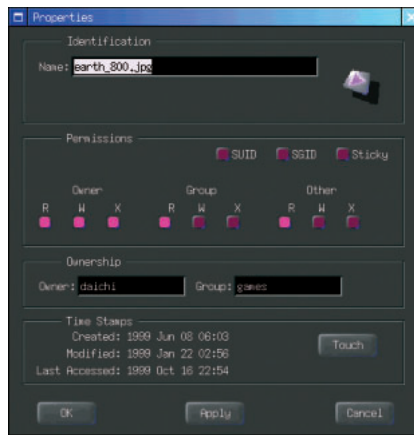 Properties
Identification
Name: earth_800.jpg
Permissions
SUID SGID Sticky
Owner Group Other
R W X R W X R W X
Ownership
Owner: daichi Group: games
Time Stamps
Created: 1999 Jun 08 06:03
Modified: 1999 Jan 22 02:56
Last Accessed: 1999 Oct 16 22:54
Touch
OK Apply Cancel